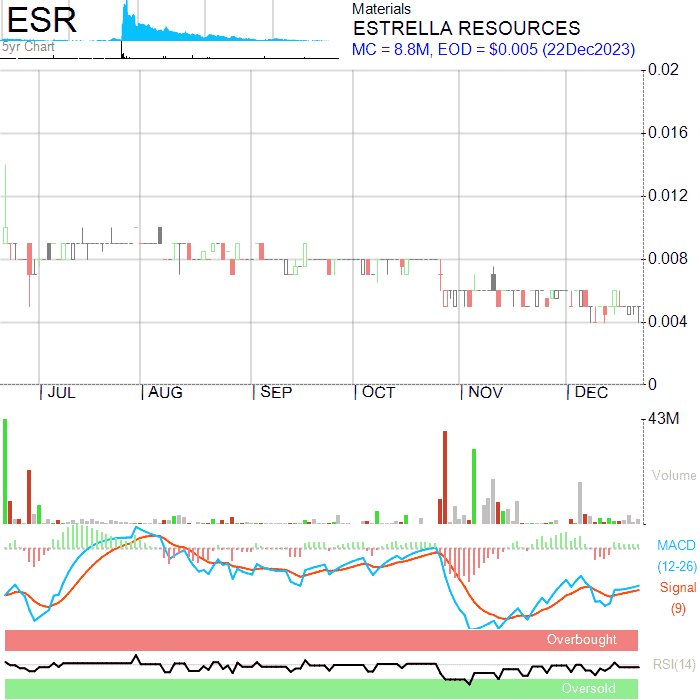 ESR
5yr Chart
Materials
ESTRELLA RESOURCES
MC = 8.8M, EOD = $0.005 (22Dec2023)
0.02
0.016
0.012
0.008
0.004
0
JUL AUG SEP OCT NOV DEC
43M
Volume
MACD
(12-26)
Signal
(9)
Overbought
RSI(14)
Oversold